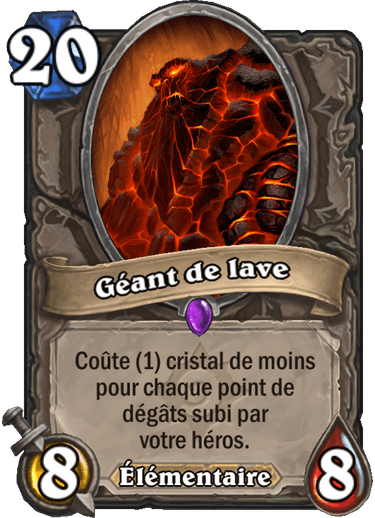 20
Géant de lave
Coûte (1) cristal de moins
pour chaque point de
dégâts subi par
votre héros.
8
Élémentaire
8